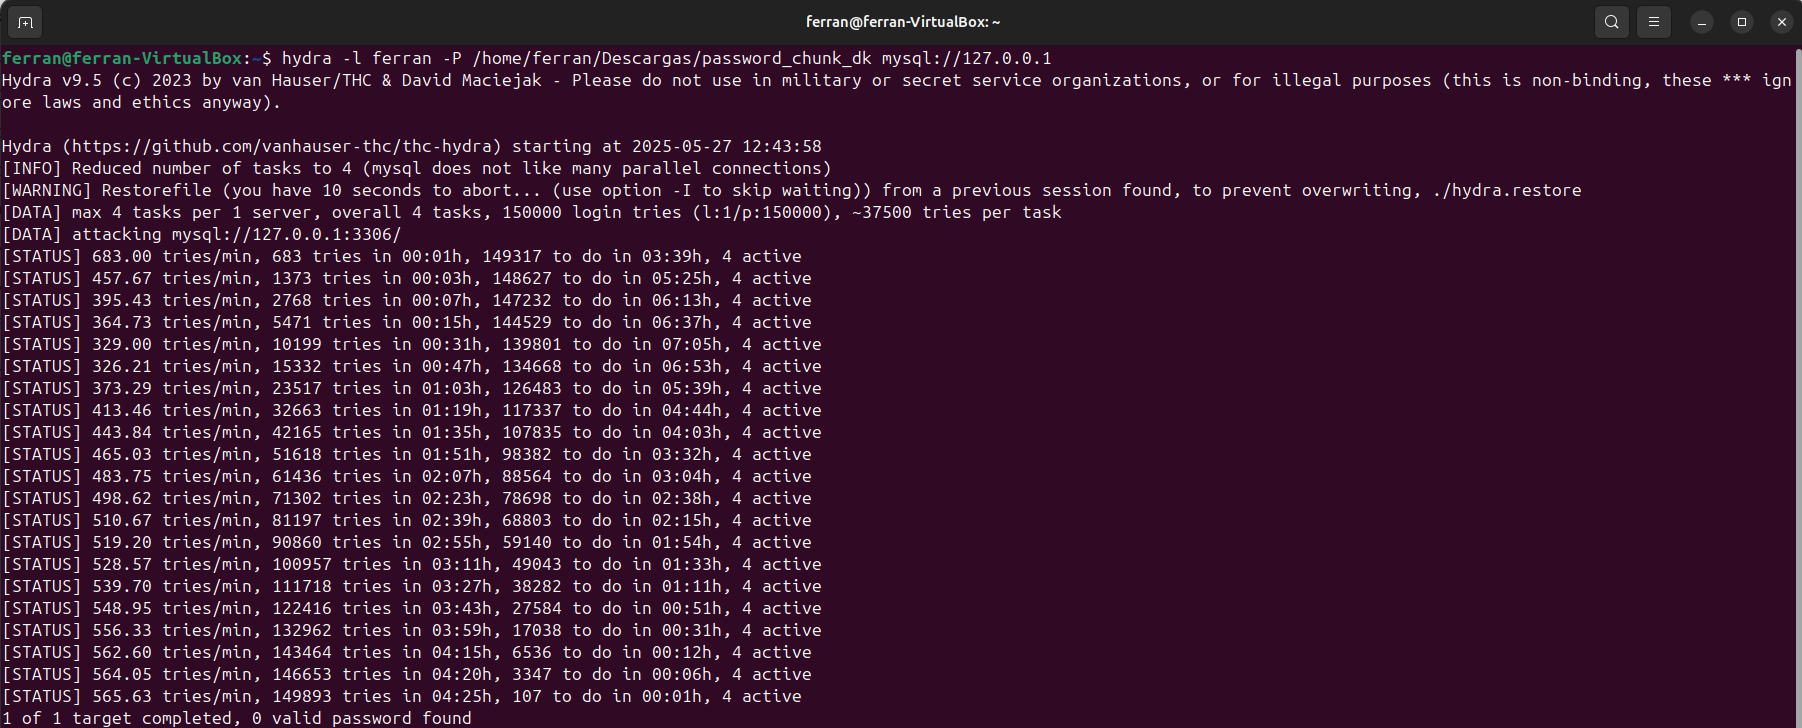 ferran@ferran-VirtualBox: ~
ferran@ferran-VirtualBox:~$ hydra -l ferran -P /home/ferran/Descargas/password_chunk_dk mysql://127.0.0.1
Hydra v9.5 (c) 2023 by van Hauser/THC & David Maciejak - Please do not use in military or secret service organizations, or for illegal purposes (this is non-binding, these *** ign
ore laws and ethics anyway).
Hydra (https://github.com/vanhauser-thc/thc-hydra) starting at 2025-05-27 12:43:58
[INFO] Reduced number of tasks to 4 (mysql does not like many parallel connections)
[WARNING] Restorefile (you have 10 seconds to abort... (use option -I to skip waiting)) from a previous session found, to prevent overwriting, ./hydra.restore
[DATA] max 4 tasks per 1 server, overall 4 tasks, 150000 login tries (l:1/p:150000), ~37500 tries per task
[DATA] attacking mysql://127.0.0.1:3306/
[STATUS] 683.00 tries/min, 683 tries in 00:01h, 149317 to do in 03:39h, 4 active
[STATUS] 457.67 tries/min, 1373 tries in 00:03h, 148627 to do in 05:25h, 4 active
[STATUS] 395.43 tries/min, 2768 tries in 00:07h, 147232 to do in 06:13h, 4 active
[STATUS] 364.73 tries/min, 5471 tries in 00:15h, 144529 to do in 06:37h, 4 active
[STATUS] 329.00 tries/min, 10199 tries in 00:31h, 139801 to do in 07:05h, 4 active
[STATUS] 326.21 tries/min, 15332 tries in 00:47h, 134668 to do in 06:53h, 4 active
[STATUS] 373.29 tries/min, 23517 tries in 01:03h, 126483 to do in 05:39h, 4 active
[STATUS] 413.46 tries/min, 32663 tries in 01:19h, 117337 to do in 04:44h, 4 active
[STATUS] 443.84 tries/min, 42165 tries in 01:35h, 107835 to do in 04:03h, 4 active
[STATUS] 465.03 tries/min, 51618 tries in 01:51h, 98382 to do in 03:32h, 4 active
[STATUS] 483.75 tries/min, 61436 tries in 02:07h, 88564 to do in 03:04h, 4 active
[STATUS] 498.62 tries/min, 71302 tries in 02:23h, 78698 to do in 02:38h, 4 active
[STATUS] 510.67 tries/min, 81197 tries in 02:39h, 68803 to do in 02:15h, 4 active
[STATUS] 519.20 tries/min, 90860 tries in 02:55h, 59140 to do in 01:54h, 4 active
[STATUS] 528.57 tries/min, 100957 tries in 03:11h, 49043 to do in 01:33h, 4 active
[STATUS] 539.70 tries/min, 111718 tries in 03:27h, 38282 to do in 01:11h, 4 active
[STATUS] 548.95 tries/min, 122416 tries in 03:43h, 27584 to do in 00:51h, 4 active
[STATUS] 556.33 tries/min, 132962 tries in 03:59h, 17038 to do in 00:31h, 4 active
[STATUS] 562.60 tries/min, 143464 tries in 04:15h, 6536 to do in 00:12h, 4 active
[STATUS] 564.05 tries/min, 146653 tries in 04:20h, 3347 to do in 00:06h, 4 active
[STATUS] 565.63 tries/min, 149893 tries in 04:25h, 107 to do in 00:01h, 4 active
1 of 1 target completed, 0 valid password found